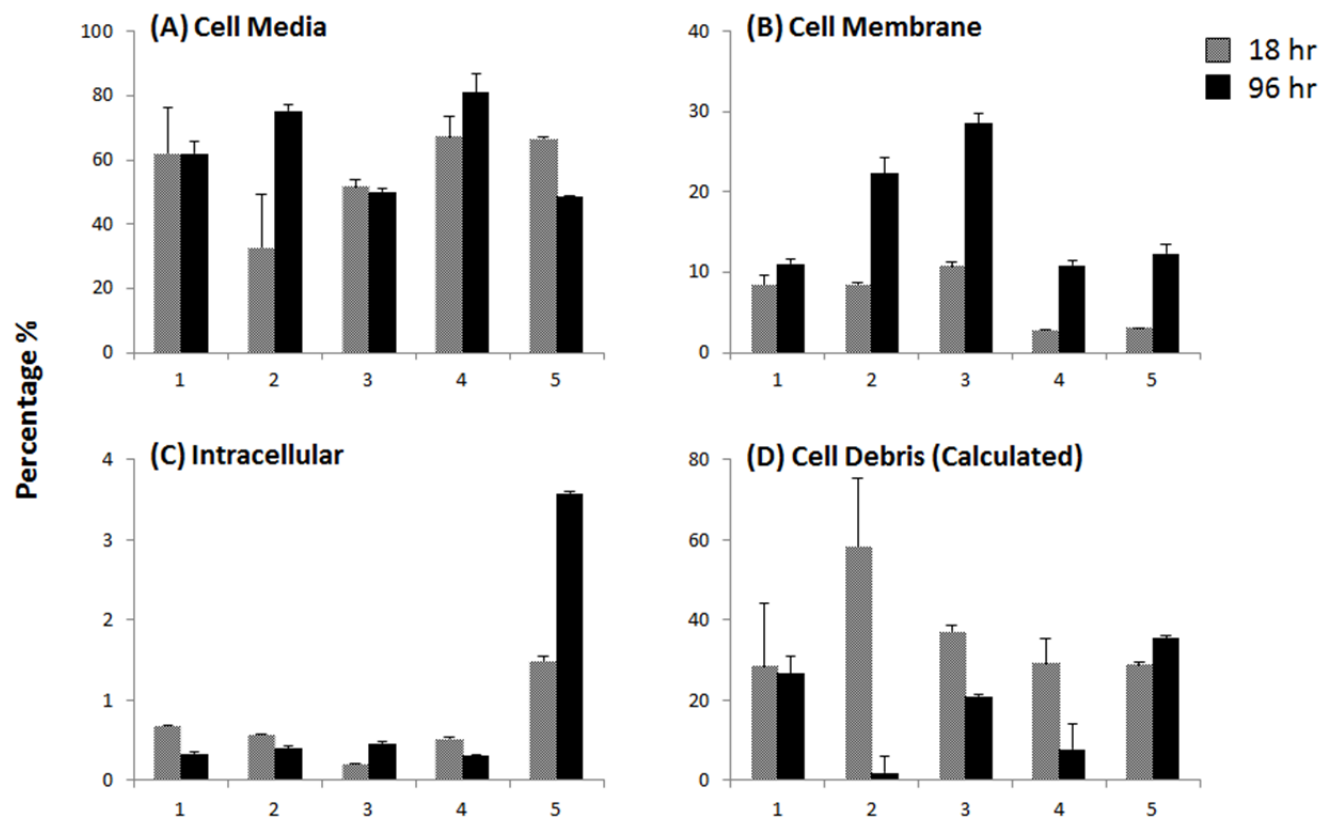 (A) Cell Media
100
80
60
40
20
0
1 2 3 4 5
(B) Cell Membrane
40
30
20
10
0
1 2 3 4 5
18 hr
96 hr
Percentage %
(C) Intracellular
4
3
2
1
0
1 2 3 4 5
(D) Cell Debris (Calculated)
80
60
40
20
0
1 2 3 4 5